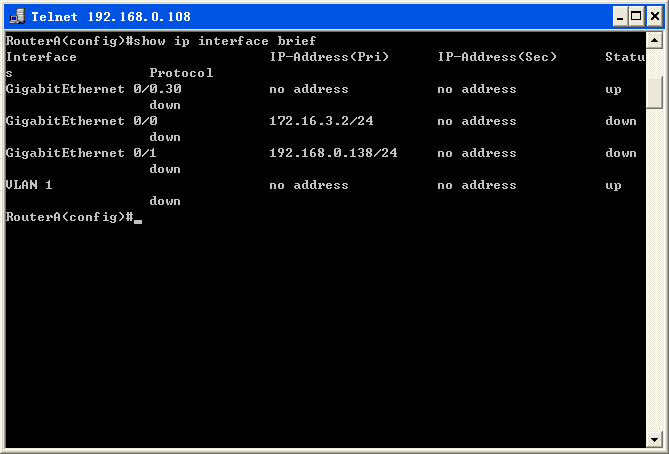 Telnet 192.168.0.108
RouterA(config)#show ip interface brief
Interface                        IP-Address(Pri)      IP-Address(Sec)      Statu
s                 Protocol
GigabitEthernet 0/0.30           no address           no address           up
                  down
GigabitEthernet 0/0              172.16.3.2/24        no address           down
                  down
GigabitEthernet 0/1              192.168.0.138/24     no address           down
                  down
VLAN 1                           no address           no address           up
                  down
RouterA(config)#_